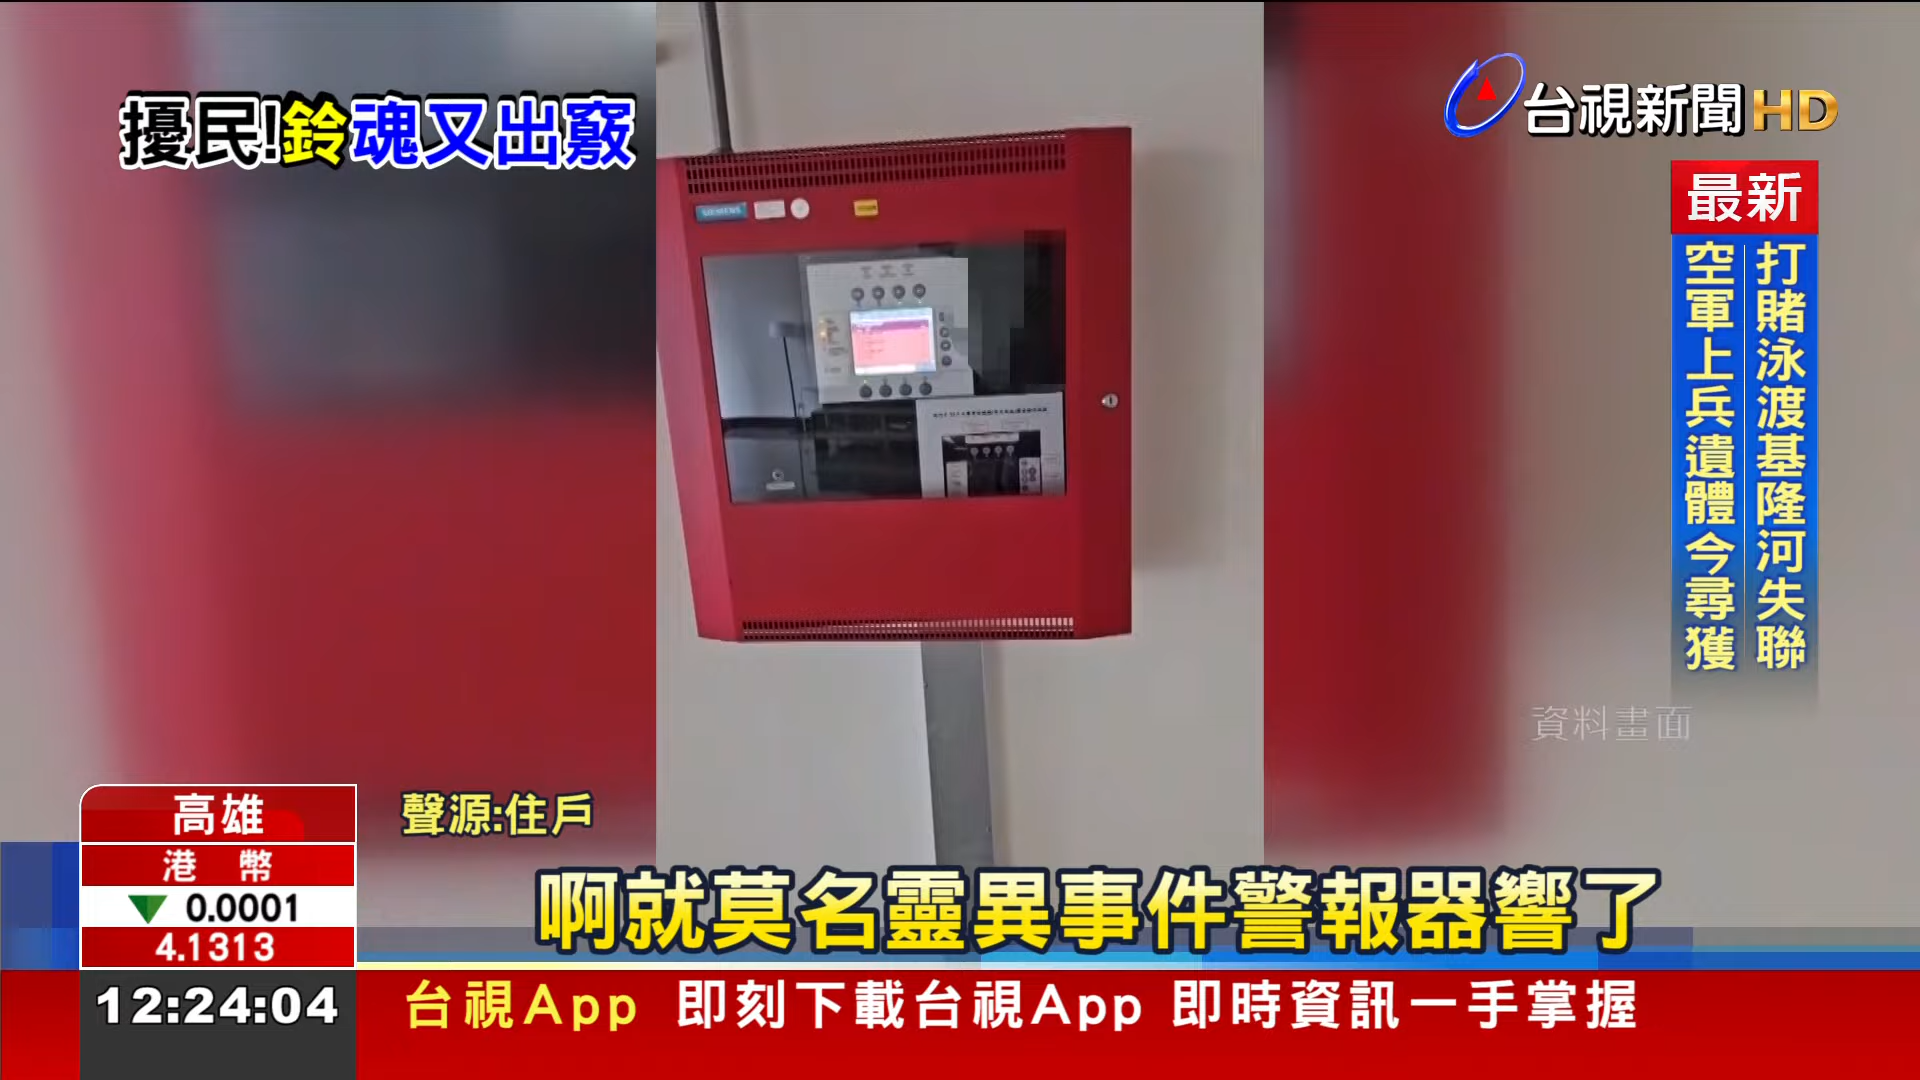 擾民!鈴魂又出竅
台視新聞HD
最新
打賭泳渡基隆河失聯
空軍上兵遺體今尋獲
SIEMENS
資料畫面
高雄
聲源:住戶
港 幣
0.0001
4.1313
啊就莫名靈異事件警報器響了
12:24:04
台視App 即刻下載台視App 即時資訊一手掌握